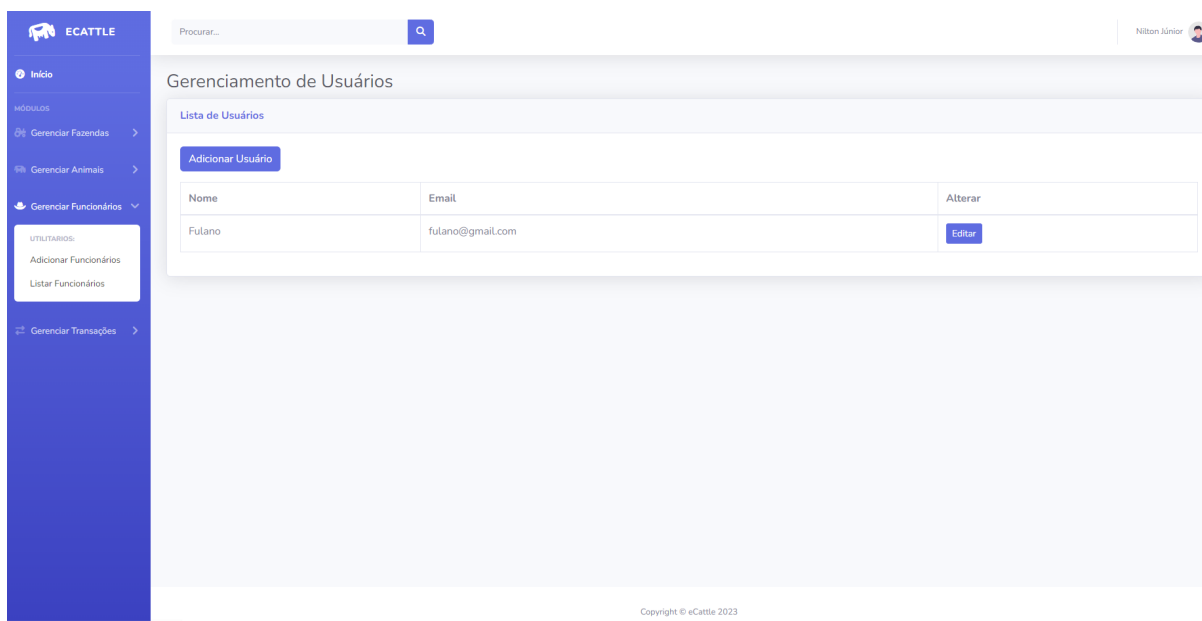 ECATTLE
Procurar...
Nilton Júnior
Início
MÓDULOS
Gerenciar Fazendas
Gerenciar Animais
Gerenciar Funcionários
UTILITARIOS:
Adicionar Funcionários
Listar Funcionários
Gerenciar Transações
Gerenciamento de Usuários
Lista de Usuários
Adicionar Usuário
Nome Email Alterar
Fulano fulano@gmail.com Editar
Copyright © eCattle 2023